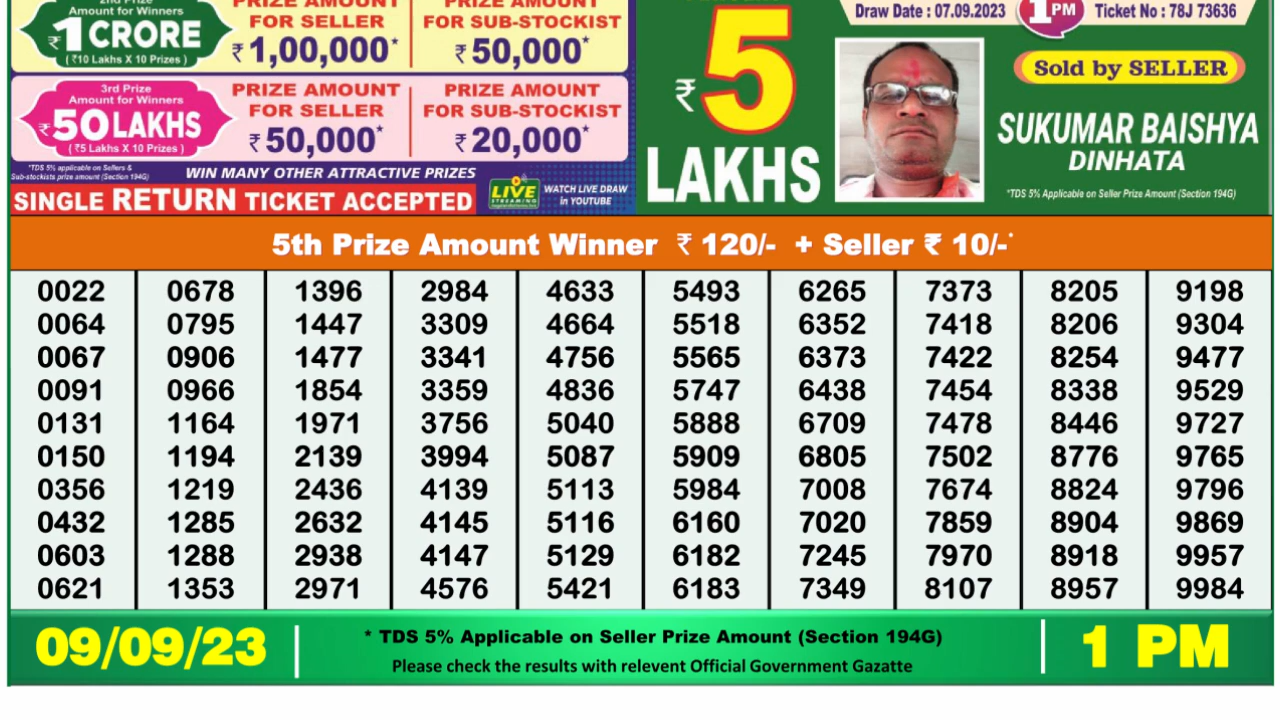 2nd Prize
Amount for Winners
₹1 CRORE
(₹10 Lakhs X 10 Prizes)
PRIZE AMOUNT
FOR SELLER
₹1,00,000*
PRIZE AMOUNT
FOR SUB-STOCKIST
₹50,000*
3rd Prize
Amount for Winners
₹50LAKHS
(₹5 Lakhs X 10 Prizes)
PRIZE AMOUNT
FOR SELLER
₹50,000*
PRIZE AMOUNT
FOR SUB-STOCKIST
₹20,000*
*TDS 5% applicable on Sellers &
Sub-stockists prize amount (Section 194G)
WIN MANY OTHER ATTRACTIVE PRIZES
SINGLE RETURN TICKET ACCEPTED
LIVE
STREAMING
WATCH LIVE DRAW
in YOUTUBE
₹5
LAKHS
Draw Date : 07.09.2023
1 PM
Ticket No : 78J 73636
Sold by SELLER
SUKUMAR BAISHYA
DINHATA
*TDS 5% Applicable on Seller Prize Amount (Section 194G)
5th Prize Amount Winner ₹ 120/- + Seller ₹ 10/-*
0022 0678 1396 2984 4633 5493 6265 7373 8205 9198
0064 0795 1447 3309 4664 5518 6352 7418 8206 9304
0067 0906 1477 3341 4756 5565 6373 7422 8254 9477
0091 0966 1854 3359 4836 5747 6438 7454 8338 9529
0131 1164 1971 3756 5040 5888 6709 7478 8446 9727
0150 1194 2139 3994 5087 5909 6805 7502 8776 9765
0356 1219 2436 4139 5113 5984 7008 7674 8824 9796
0432 1285 2632 4145 5116 6160 7020 7859 8904 9869
0603 1288 2938 4147 5129 6182 7245 7970 8918 9957
0621 1353 2971 4576 5421 6183 7349 8107 8957 9984
09/09/23
* TDS 5% Applicable on Seller Prize Amount (Section 194G)
Please check the results with relevent Official Government Gazatte
1 PM